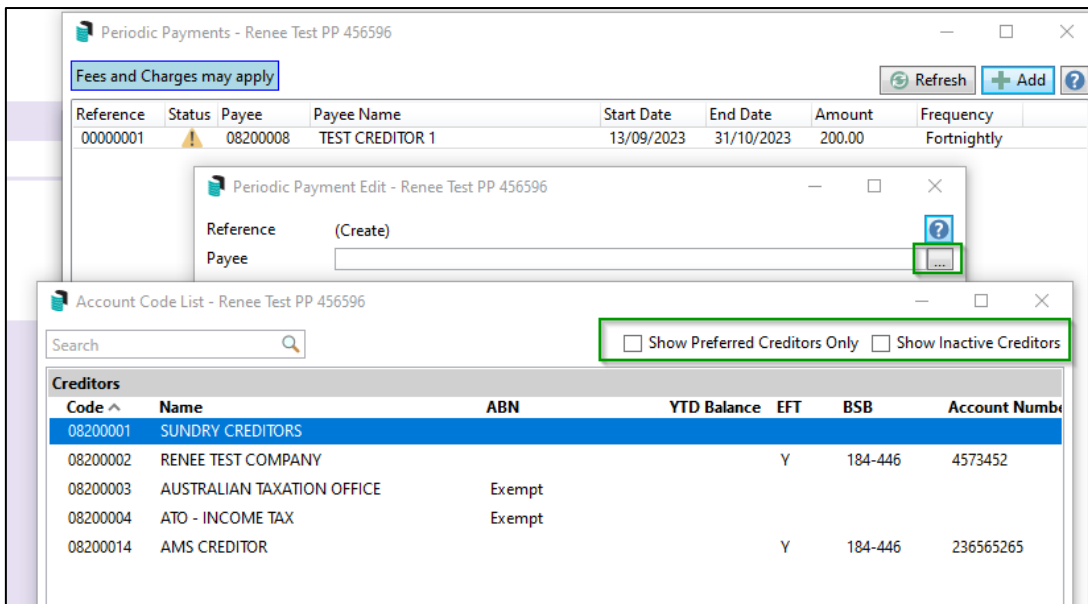 Periodic Payments - Renee Test PP 456596
Fees and Charges may apply Refresh Add
Reference Status Payee Payee Name Start Date End Date Amount Frequency
00000001 08200008 TEST CREDITOR 1 13/09/2023 31/10/2023 200.00 Fortnightly
Periodic Payment Edit - Renee Test PP 456596
Reference (Create)
Payee ...
Account Code List - Renee Test PP 456596
Search Show Preferred Creditors Only Show Inactive Creditors
Creditors
Code Name ABN YTD Balance EFT BSB Account Numbe
08200001 SUNDRY CREDITORS
08200002 RENEE TEST COMPANY Y 184-446 4573452
08200003 AUSTRALIAN TAXATION OFFICE Exempt
08200004 ATO - INCOME TAX Exempt
08200014 AMS CREDITOR Y 184-446 236565265